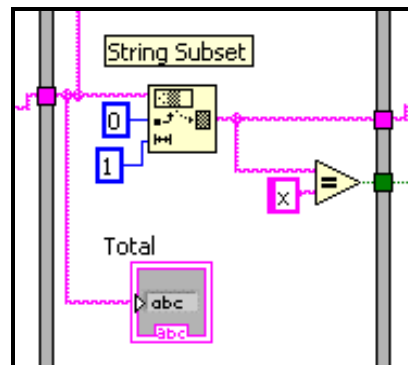 String Subset
0
1
x
Total
abc
abc